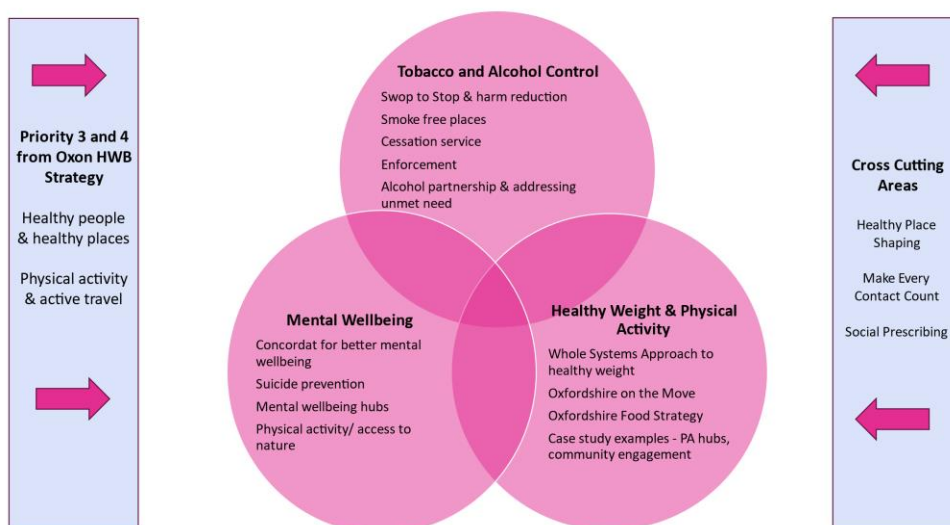 Priority 3 and 4
from Oxon HWB
Strategy
Healthy people
& healthy places
Physical activity
& active travel
Tobacco and Alcohol Control
Swop to Stop & harm reduction
Smoke free places
Cessation service
Enforcement
Alcohol partnership & addressing
unmet need
Mental Wellbeing
Concordat for better mental
wellbeing
Suicide prevention
Mental wellbeing hubs
Physical activity/ access to
nature
Healthy Weight & Physical
Activity
Whole Systems Approach to
healthy weight
Oxfordshire on the Move
Oxfordshire Food Strategy
Case study examples - PA hubs,
community engagement
Cross Cutting
Areas
Healthy Place
Shaping
Make Every
Contact Count
Social Prescribing